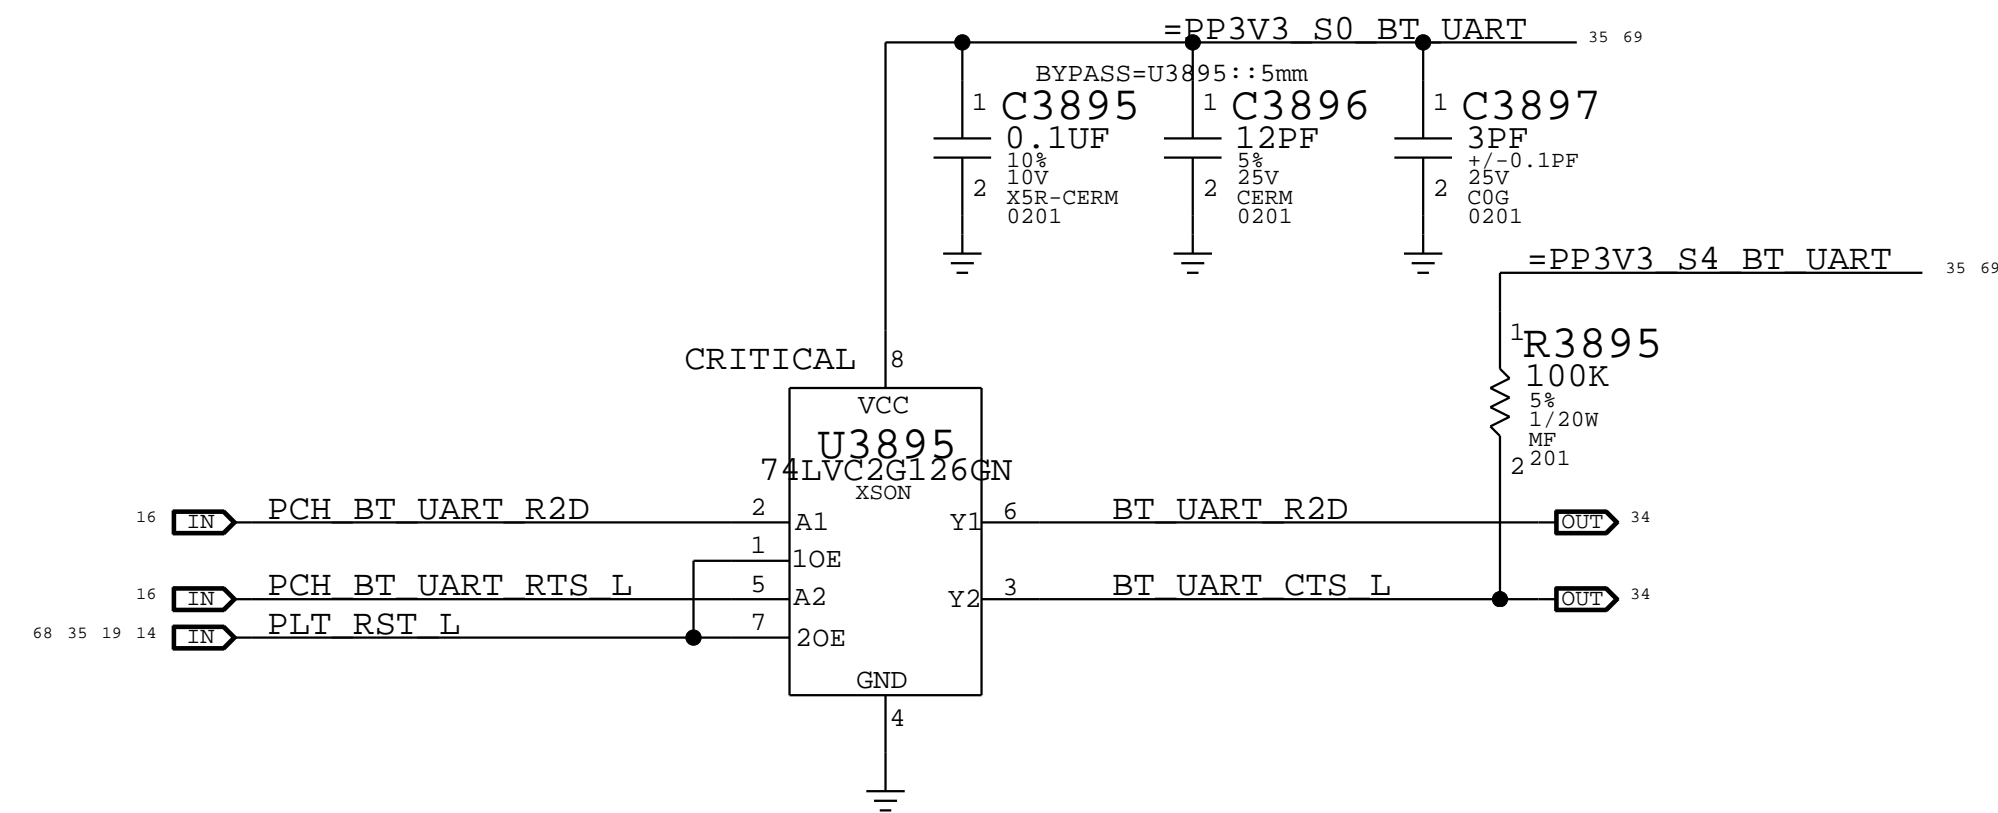 =PP3V3_S0_BT_UART 35 69
BYPASS=U3895::5mm
1 C3895
0.1UF
10%
10V
2
X5R-CERM
0201
1 C3896
12PF
5%
25V
2
CERM
0201
1 C3897
3PF
+/-0.1PF
25V
2
C0G
0201
=PP3V3_S4_BT_UART 35 69
1
R3895
100K
5%
1/20W
MF
2 201
CRITICAL 8
VCC
U3895
74LVC2G126GN
XSON
16 IN PCH_BT_UART_R2D 2 A1 Y1 6 BT_UART_R2D OUT 34
1 1OE
16 IN PCH_BT_UART_RTS_L 5 A2 Y2 3 BT_UART_CTS_L OUT 34
68 35 19 14 IN PLT_RST_L 7 2OE
GND
4